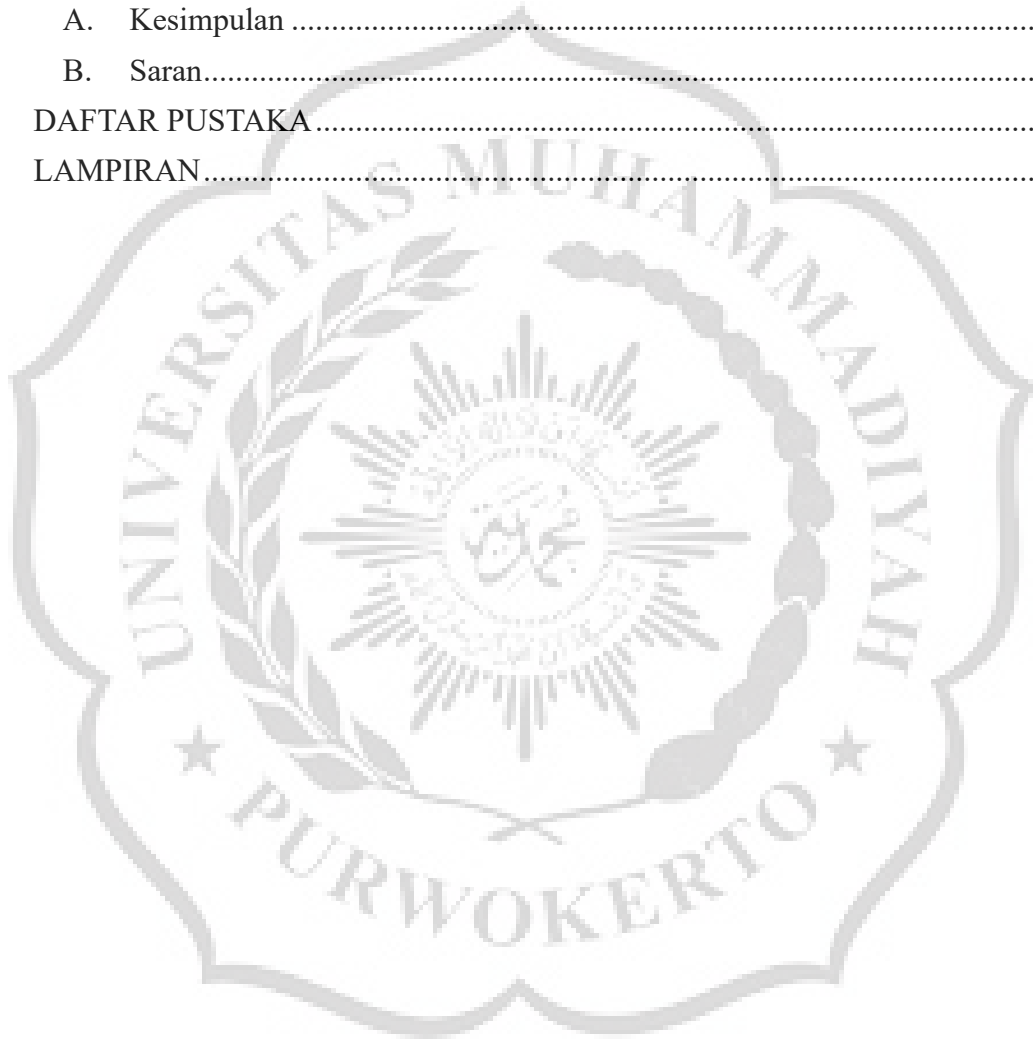 A. Kesimpulan ........................................................................................................
B. Saran...................................................................................................................
DAFTAR PUSTAKA ....................................................................................................
LAMPIRAN..................................................................................................................
UNIVERSITAS MUHAMMADIYAH
PURWOKERTO